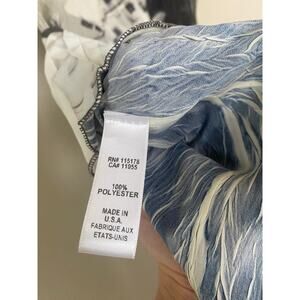 RN# 115178
CA# 11055
100%
POLYESTER
MADE IN
U.S.A.
FABRIQUE AUX
ETATS-UNIS